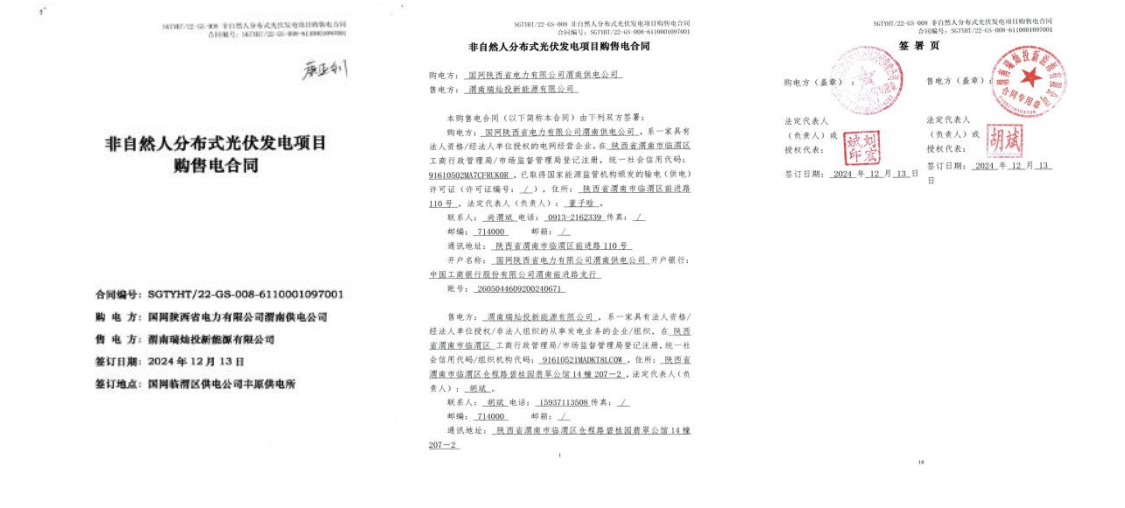 SGTYHT/22-GS-008 非自然人分布式光伏发电项目购售电合同
合同编号: SGTYHT/22-GS-008-6110001097001
非自然人分布式光伏发电项目
购售电合同
合同编号: SGTYHT/22-GS-008-6110001097001
购 电 方: 国网陕西省电力有限公司渭南供电公司
售 电 方: 渭南瑞灿投新能源有限公司
签订日期: 2024 年 12 月 13 日
签订地点: 国网临渭区供电公司丰原供电所
SGTYHT/22-GS-008 非自然人分布式光伏发电项目购售电合同
合同编号: SGTYHT/22-GS-008-6110001097001
非自然人分布式光伏发电项目购售电合同
购电方: 国网陕西省电力有限公司渭南供电公司
售电方: 渭南瑞灿投新能源有限公司
本购售电合同（以下简称本合同）由下列双方签署:
购电方: 国网陕西省电力有限公司渭南供电公司，系一家具有
法人资格/经法人单位授权的电网经营企业, 在 陕西省渭南市临渭区
工商行政管理局/市场监督管理局登记注册, 统一社会信用代码:
91610502MA7CFRUK0R , 已取得国家能源监管机构颁发的输电（供电）
许可证（许可证编号: / ），住所: 陕西省渭南市临渭区前进路
110 号 , 法定代表人（负责人）: 董子晗 。
联系人: 尚渭斌 电话: 0913-2162339 传真: /
邮编: 714000 邮箱: /
通讯地址: 陕西省渭南市临渭区前进路 110 号
开户名称: 国网陕西省电力有限公司渭南供电公司 开户银行:
中国工商银行股份有限公司渭南前进路支行
账号: 2605044609200240671
售电方: 渭南瑞灿投新能源有限公司 , 系一家具有法人资格/
经法人单位授权/非法人组织的从事发电业务的企业/组织, 在 陕西
省渭南市临渭区 工商行政管理局/市场监督管理局登记注册, 统一社
会信用代码/组织机构代码: 91610521MADKT8LC0W , 住所: 陕西省
渭南市临渭区仓程路碧桂园翡翠公馆 14 幢 207-2 , 法定代表人（负
责人）: 胡斌 。
联系人: 胡斌 电话: 15937113508 传真: /
邮编: 714000 邮箱: /
通讯地址: 陕西省渭南市临渭区仓程路碧桂园翡翠公馆 14 幢
207-2
1
SGTYHT/22-GS-008 非自然人分布式光伏发电项目购售电合同
合同编号: SGTYHT/22-GS-008-6110001097001
签 署 页
购电方（盖章）:
售电方（盖章）:
渭南瑞灿投新能源有限公司
合同专用章
法定代表人
（负责人）或
授权代表:
斌刘
印宏
签订日期: 2024 年 12 月 13 日
法定代表人
（负责人）或
授权代表:
胡斌
签订日期: 2024 年 12 月 13
日
18